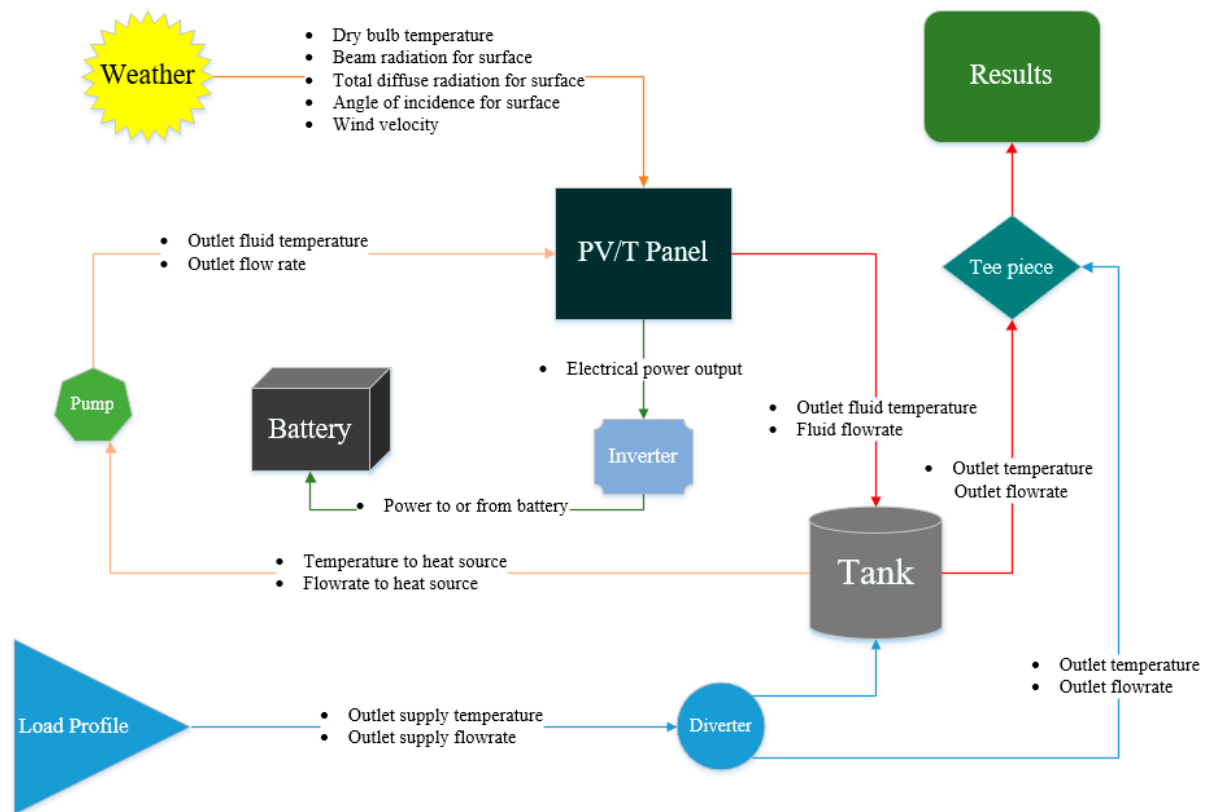 Weather
• Dry bulb temperature
• Beam radiation for surface
• Total diffuse radiation for surface
• Angle of incidence for surface
• Wind velocity
Results
• Outlet fluid temperature
• Outlet flow rate
PV/T Panel
Tee piece
• Electrical power output
Pump
Battery
Inverter
• Outlet fluid temperature
• Fluid flowrate
• Outlet temperature
Outlet flowrate
• Power to or from battery
• Temperature to heat source
• Flowrate to heat source
Tank
• Outlet temperature
• Outlet flowrate
Load Profile
• Outlet supply temperature
• Outlet supply flowrate
Diverter